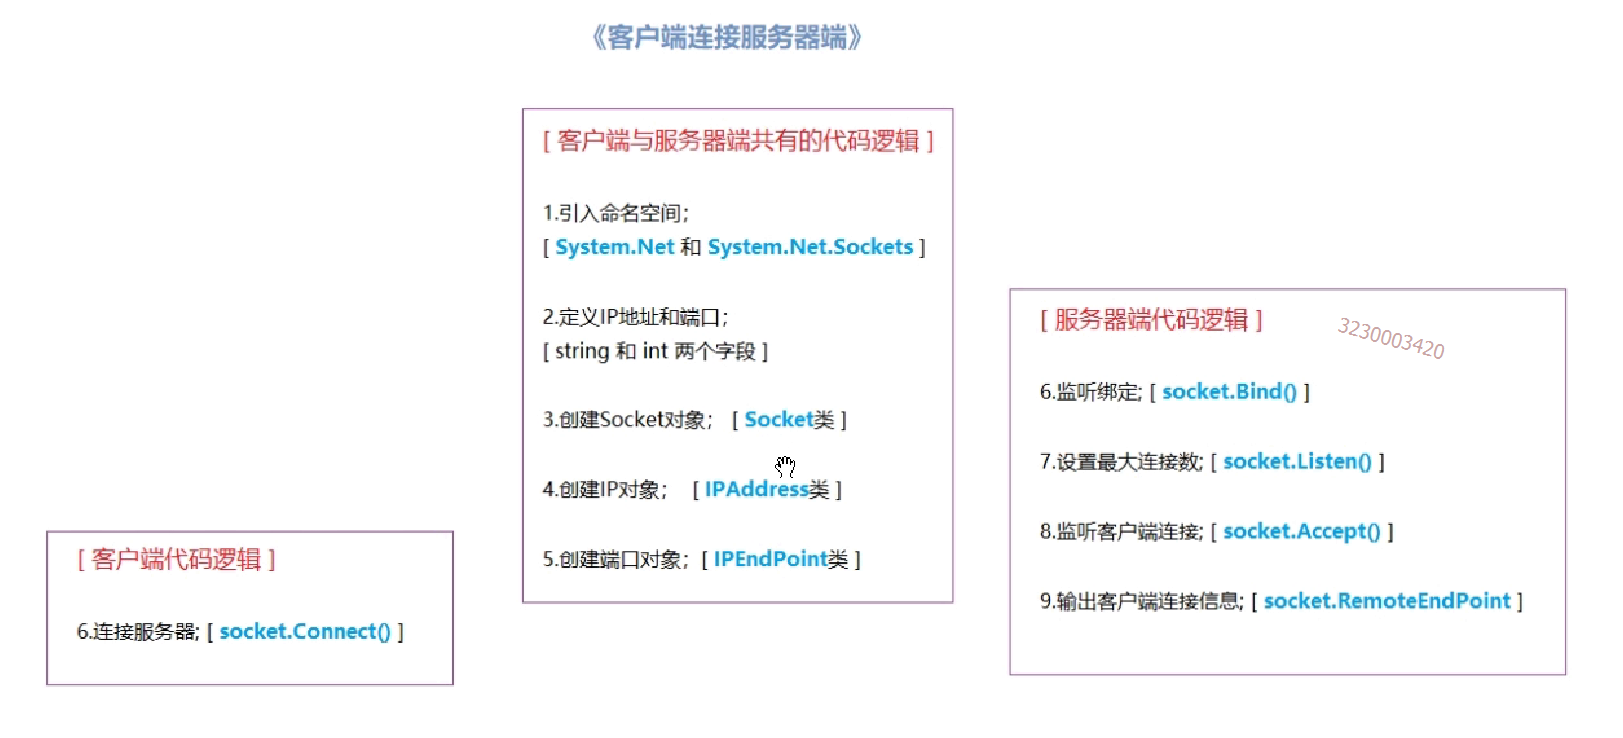 《客户端连接服务器端》
[ 客户端与服务器端共有的代码逻辑 ]
1.引入命名空间；
[ System.Net 和 System.Net.Sockets ]
2.定义IP地址和端口；
[ string 和 int 两个字段 ]
3.创建Socket对象； [ Socket类 ]
4.创建IP对象； [ IPAddress类 ]
5.创建端口对象；[ IPEndPoint类 ]
[ 客户端代码逻辑 ]
6.连接服务器; [ socket.Connect() ]
[ 服务器端代码逻辑 ]
3230003420
6.监听绑定; [ socket.Bind() ]
7.设置最大连接数; [ socket.Listen() ]
8.监听客户端连接; [ socket.Accept() ]
9.输出客户端连接信息; [ socket.RemoteEndPoint ]